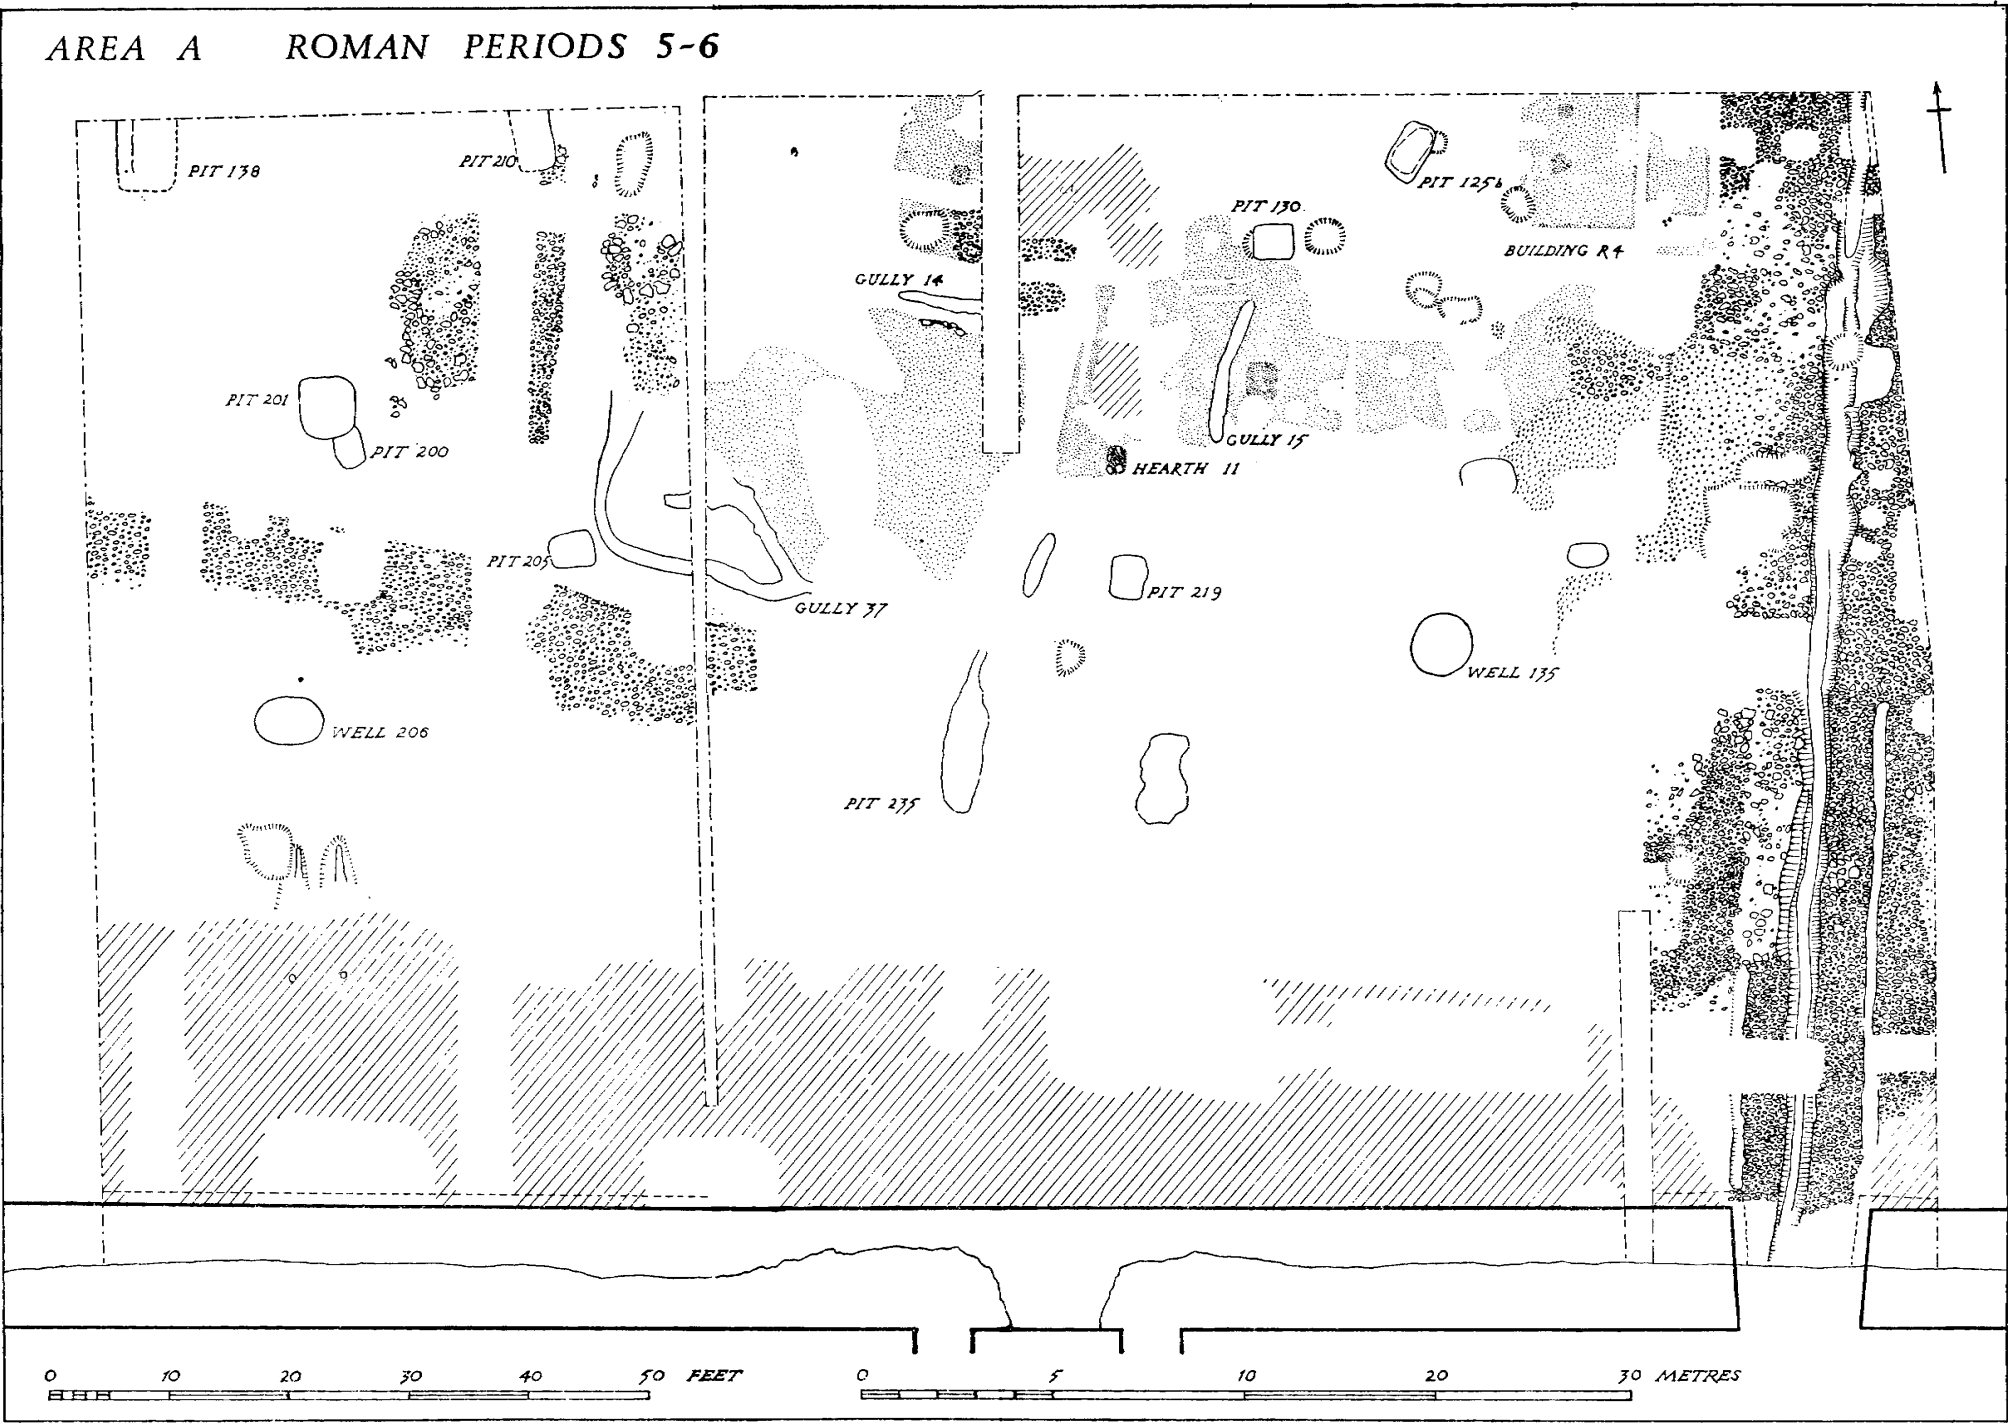 AREA A ROMAN PERIODS 5-6
PIT 138
PIT 210
PIT 125b
PIT 130
BUILDING R4
GULLY 14
PIT 201
PIT 200
GULLY 15
HEARTH 11
PIT 205
PIT 219
GULLY 37
WELL 135
WELL 206
PIT 235
0 10 20 30 40 50 FEET
0 5 10 20 30 METRES